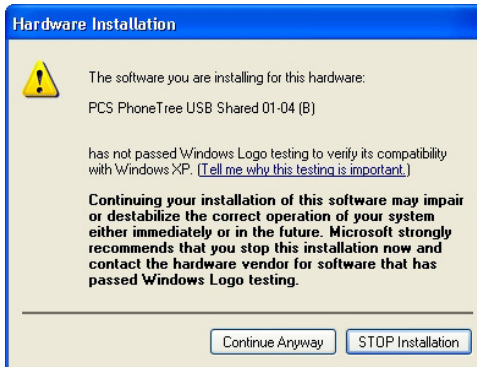 Hardware Installation
The software you are installing for this hardware:
PCS PhoneTree USB Shared 01-04 (B)
has not passed Windows Logo testing to verify its compatibility
with Windows XP. (Tell me why this testing is important.)
Continuing your installation of this software may impair
or destabilize the correct operation of your system
either immediately or in the future. Microsoft strongly
recommends that you stop this installation now and
contact the hardware vendor for software that has
passed Windows Logo testing.
Continue Anyway STOP Installation